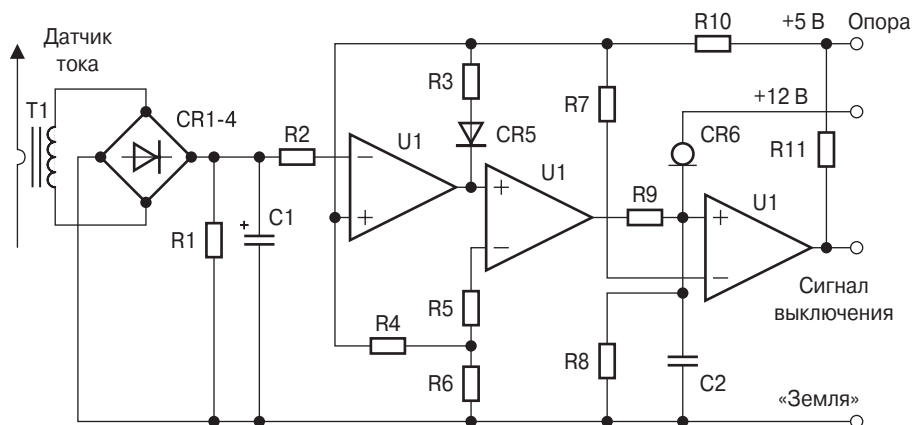 Датчик
тока
T1
CR1-4
R1
C1
+
R2
−
+
U1
R3
CR5
R4
R5
R6
+
−
U1
R7
R8
R9
R10
CR6
C2
+
−
U1
R11
+5 В
Опора
+12 В
Сигнал
выключения
«Земля»